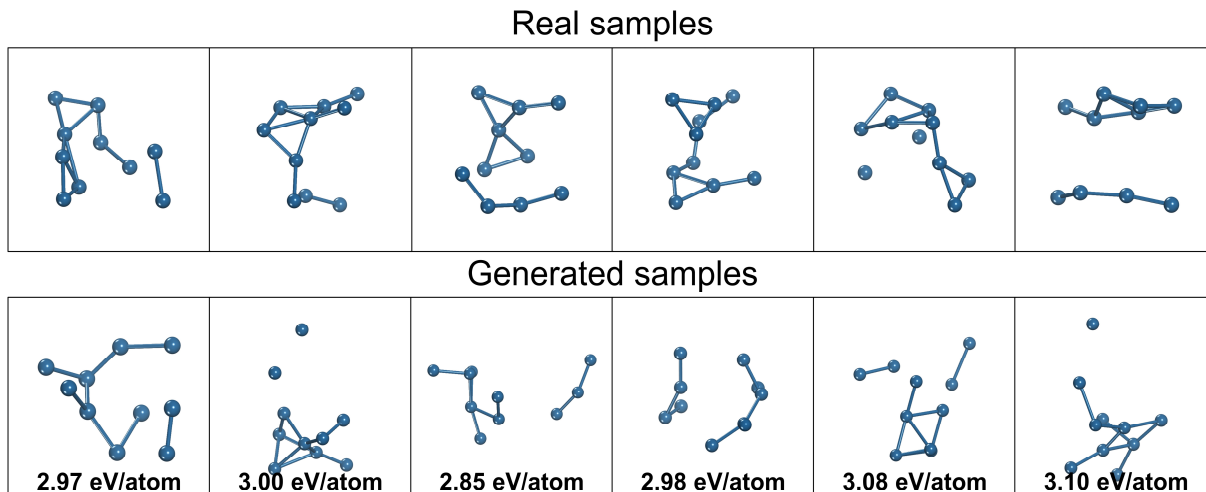 Real samples
Generated samples
2.97 eV/atom 3.00 eV/atom 2.85 eV/atom 2.98 eV/atom 3.08 eV/atom 3.10 eV/atom